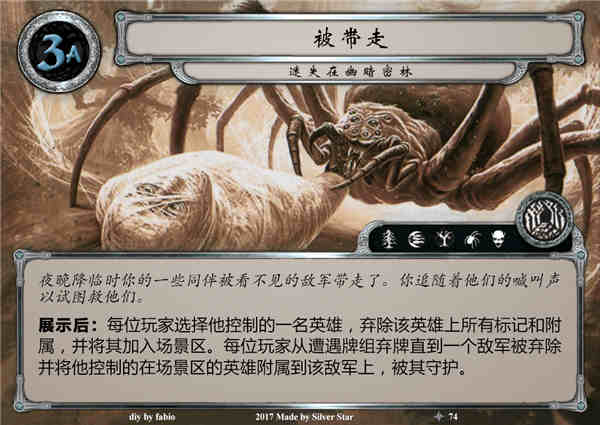 3A
被带走
迷失在幽暗密林
夜晚降临时你的一些同伴被看不见的敌军带走了。你追随着他们的喊叫声
以试图救他们。
展示后：每位玩家选择他控制的一名英雄，弃除该英雄上所有标记和附
属，并将其加入场景区。每位玩家从遭遇牌组弃牌直到一个敌军被弃除
并将他控制的在场景区的英雄附属到该敌军上，被其守护。
diy by fabio
2017 Made by Silver Star
74